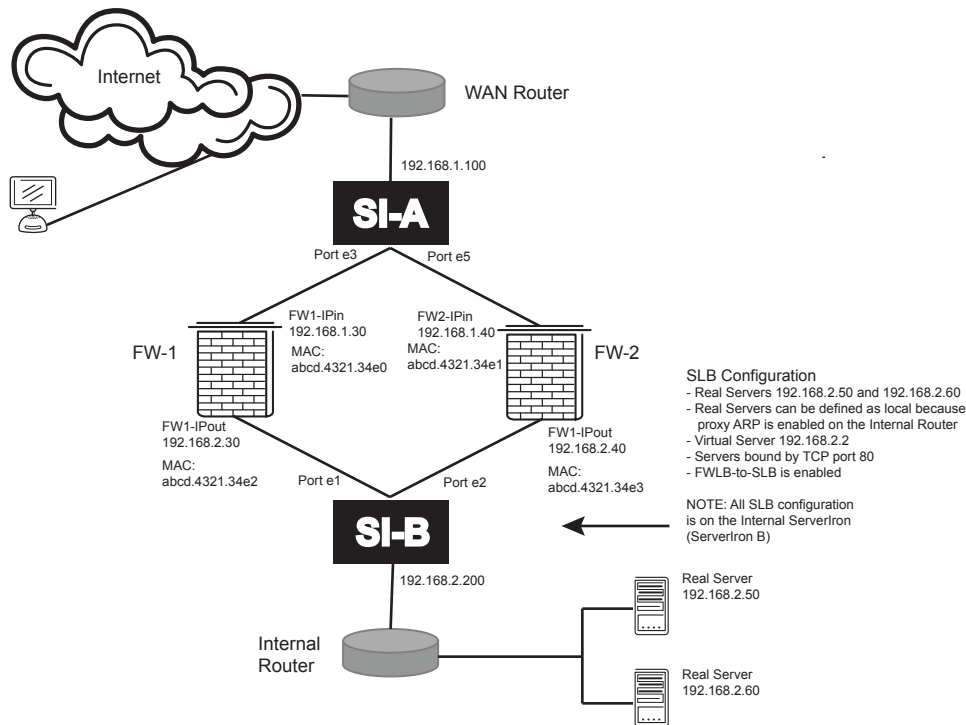 Internet
WAN Router
192.168.1.100
SI-A
Port e3
Port e5
FW-1
FW1-IPin
192.168.1.30
MAC:
abcd.4321.34e0
FW2-IPin
192.168.1.40
MAC:
abcd.4321.34e1
FW-2
FW1-IPout
192.168.2.30
MAC:
abcd.4321.34e2
FW1-IPout
192.168.2.40
MAC:
abcd.4321.34e3
Port e1
Port e2
SI-B
192.168.2.200
Internal
Router
SLB Configuration
- Real Servers 192.168.2.50 and 192.168.2.60
- Real Servers can be defined as local because
proxy ARP is enabled on the Internal Router
- Virtual Server 192.168.2.2
- Servers bound by TCP port 80
- FWLB-to-SLB is enabled
NOTE: All SLB configuration
is on the Internal ServerIron
(ServerIron B)
Real Server
192.168.2.50
Real Server
192.168.2.60